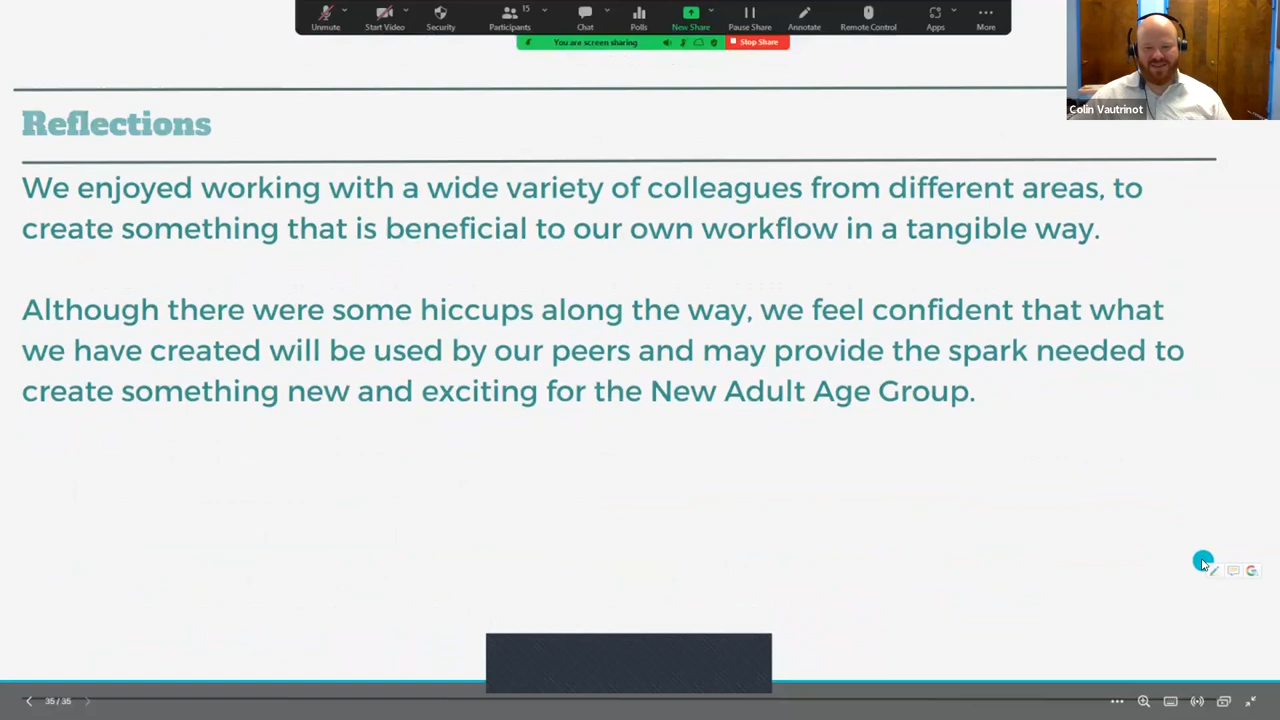 Unmute
Start Video
Security
Participants
15
Chat
Polls
New Share
Pause Share
Annotate
Remote Control
Apps
More
You are screen sharing
Stop Share
Colin Vautrinot
Reflections
We enjoyed working with a wide variety of colleagues from different areas, to
create something that is beneficial to our own workflow in a tangible way.
Although there were some hiccups along the way, we feel confident that what
we have created will be used by our peers and may provide the spark needed to
create something new and exciting for the New Adult Age Group.
35 / 35